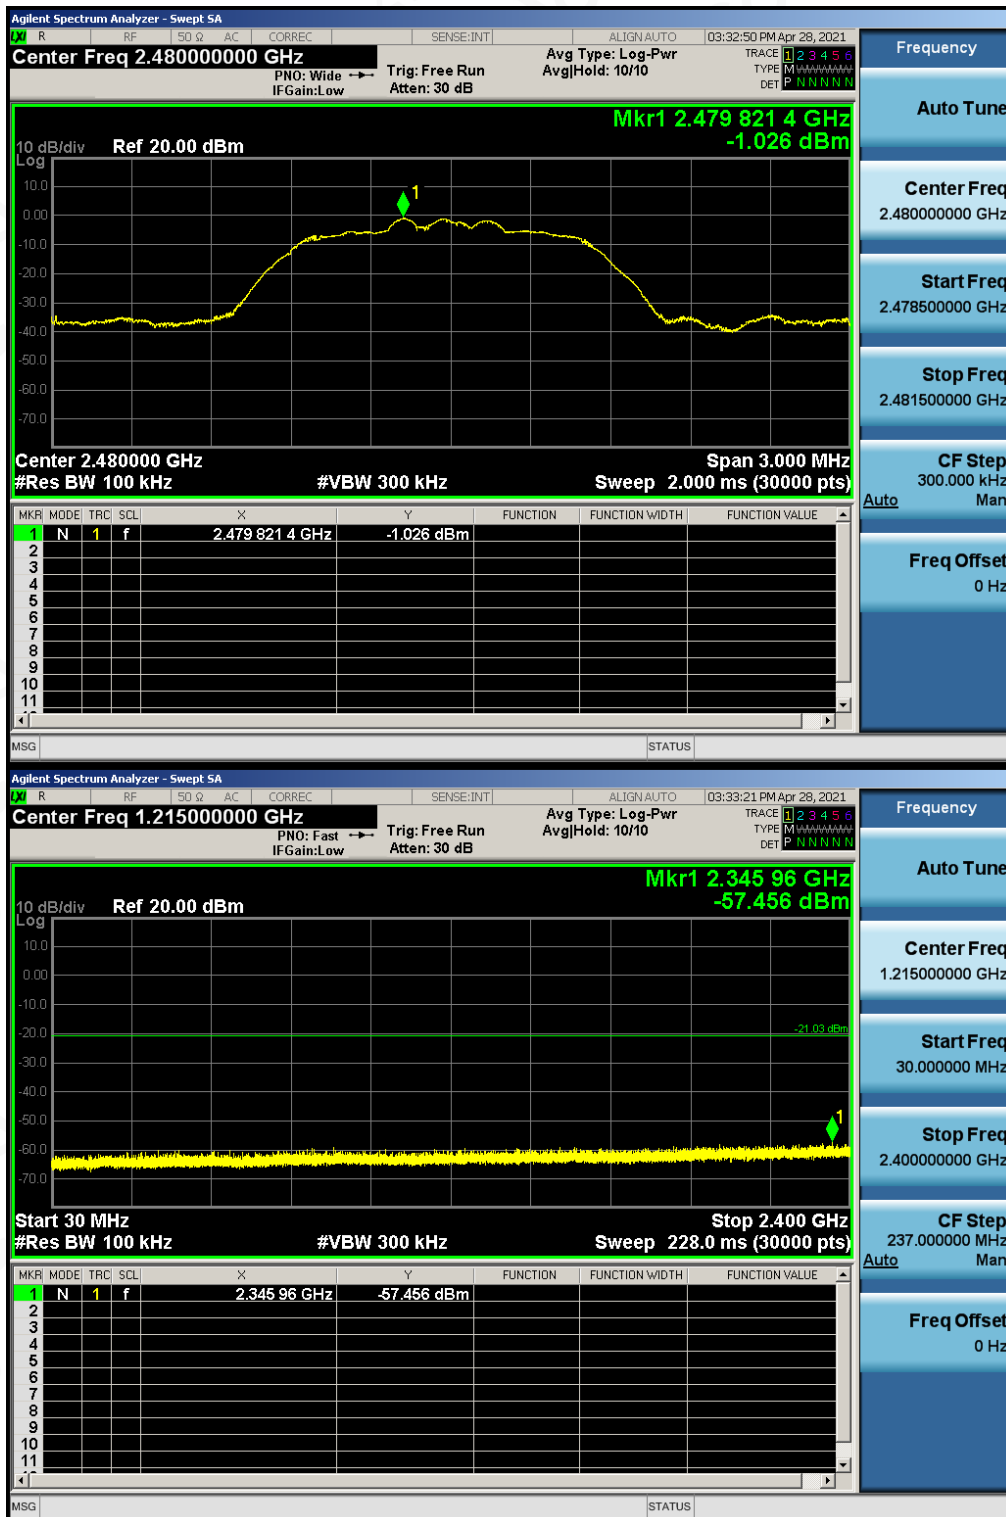 Agilent Spectrum Analyzer - Swept SA
LXI R RF 50 Ω AC CORREC SENSE:INT ALIGN AUTO 03:32:50 PM Apr 28, 2021
Center Freq 2.480000000 GHz
PNO: Wide
IFGain:Low
Trig: Free Run
Atten: 30 dB
Avg Type: Log-Pwr
Avg|Hold: 10/10
TRACE 1 2 3 4 5 6
TYPE M
DET P N N N N N
Mkr1 2.479 821 4 GHz
-1.026 dBm
10 dB/div Ref 20.00 dBm
Log
10.0
0.00
-10.0
-20.0
-30.0
-40.0
-50.0
-60.0
-70.0
1
Center 2.480000 GHz Span 3.000 MHz
#Res BW 100 kHz #VBW 300 kHz Sweep 2.000 ms (30000 pts)
MKR MODE TRC SCL X Y FUNCTION FUNCTION WIDTH FUNCTION VALUE
1 N 1 f 2.479 821 4 GHz -1.026 dBm
2
3
4
5
6
7
8
9
10
11
MSG STATUS
Frequency
Auto Tune
Center Freq
2.480000000 GHz
Start Freq
2.478500000 GHz
Stop Freq
2.481500000 GHz
CF Step
300.000 kHz
Auto Man
Freq Offset
0 Hz
Agilent Spectrum Analyzer - Swept SA
LXI R RF 50 Ω AC CORREC SENSE:INT ALIGN AUTO 03:33:21 PM Apr 28, 2021
Center Freq 1.215000000 GHz
PNO: Fast
IFGain:Low
Trig: Free Run
Atten: 30 dB
Avg Type: Log-Pwr
Avg|Hold: 10/10
TRACE 1 2 3 4 5 6
TYPE M
DET P N N N N N
Mkr1 2.345 96 GHz
-57.456 dBm
10 dB/div Ref 20.00 dBm
Log
10.0
0.00
-10.0
-20.0
-30.0
-40.0
-50.0
-60.0
-70.0
-21.03 dBm
1
Start 30 MHz Stop 2.400 GHz
#Res BW 100 kHz #VBW 300 kHz Sweep 228.0 ms (30000 pts)
MKR MODE TRC SCL X Y FUNCTION FUNCTION WIDTH FUNCTION VALUE
1 N 1 f 2.345 96 GHz -57.456 dBm
2
3
4
5
6
7
8
9
10
11
MSG STATUS
Frequency
Auto Tune
Center Freq
1.215000000 GHz
Start Freq
30.000000 MHz
Stop Freq
2.400000000 GHz
CF Step
237.000000 MHz
Auto Man
Freq Offset
0 Hz